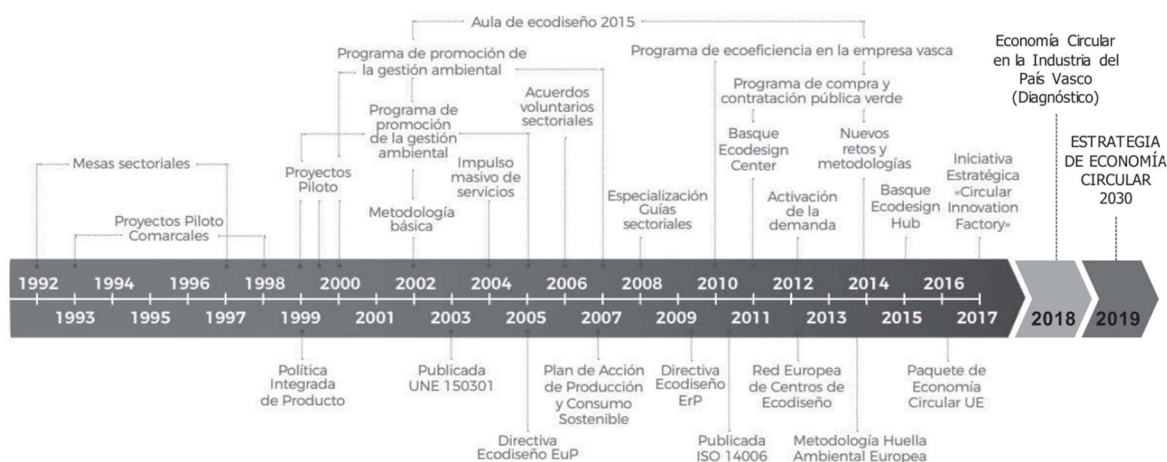 Aula de ecodiseño 2015
Programa de promoción de
la gestión ambiental
Programa de ecoeficiencia en la empresa vasca
Economía Circular
en la Industria del
País Vasco
(Diagnóstico)
Programa de
promoción
de la gestión
ambiental
Acuerdos
voluntarios
sectoriales
Programa de compra y
contratación pública verde
Mesas sectoriales
Proyectos
Piloto
Impulso
masivo de
servicios
Basque
Ecodesign
Center
Nuevos
retos y
metodologías
Iniciativa
Estratégica
«Circular
Innovation
Factory»
ESTRATEGIA
DE ECONOMÍA
CIRCULAR
2030
Proyectos Piloto
Comarcales
Metodología
básica
Especialización
Guías
sectoriales
Activación
de la
demanda
Basque
Ecodesign
Hub
1992 1994 1996 1998 2000 2002 2004 2006 2008 2010 2012 2014 2016
1993 1995 1997 1999 2001 2003 2005 2007 2009 2011 2013 2015 2017 2018 2019
Política
Integrada
de Producto
Publicada
UNE 150301
Directiva
Ecodiseño EuP
Plan de Acción
de Producción
y Consumo
Sostenible
Directiva
Ecodiseño
ErP
Publicada
ISO 14006
Red Europea
de Centros de
Ecodiseño
Metodología Huella
Ambiental Europea
Paquete de
Economía
Circular UE